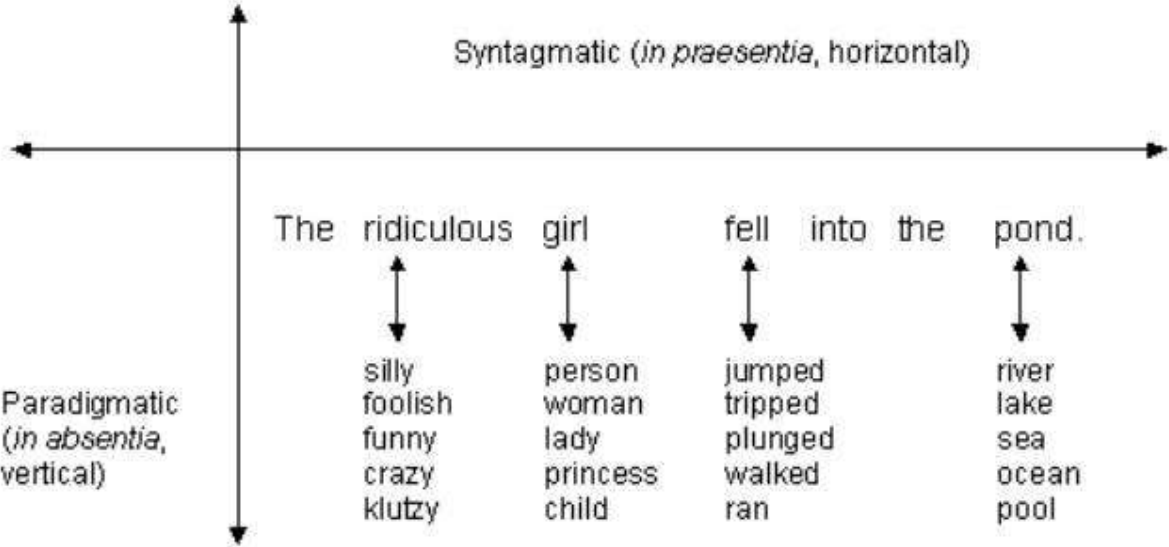 Syntagmatic (in praesentia, horizontal)
The ridiculous girl fell into the pond.
silly person jumped river
Paradigmatic foolish woman tripped lake
(in absentia, funny lady plunged sea
vertical) crazy princess walked ocean
klutzy child ran pool